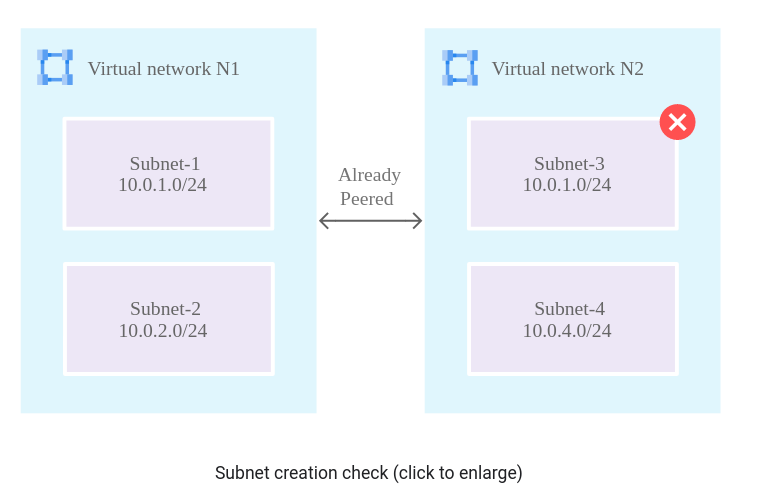 Virtual network N1
Subnet-1
10.0.1.0/24
Subnet-2
10.0.2.0/24
Already
Peered
Virtual network N2
Subnet-3
10.0.1.0/24
Subnet-4
10.0.4.0/24
Subnet creation check (click to enlarge)